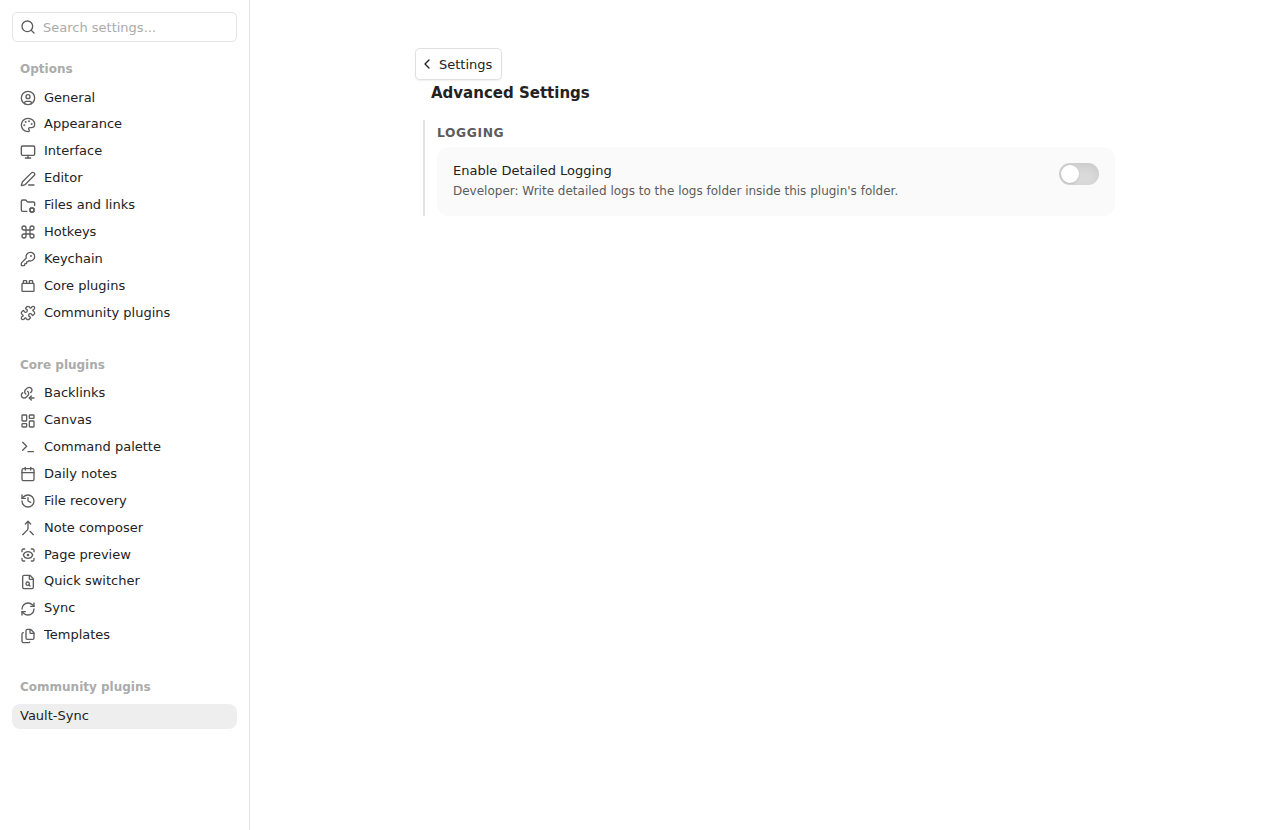 Search settings...
Options
General
Appearance
Interface
Editor
Files and links
Hotkeys
Keychain
Core plugins
Community plugins
Core plugins
Backlinks
Canvas
Command palette
Daily notes
File recovery
Note composer
Page preview
Quick switcher
Sync
Templates
Community plugins
Vault-Sync
Settings
Advanced Settings
LOGGING
Enable Detailed Logging
Developer: Write detailed logs to the logs folder inside this plugin's folder.